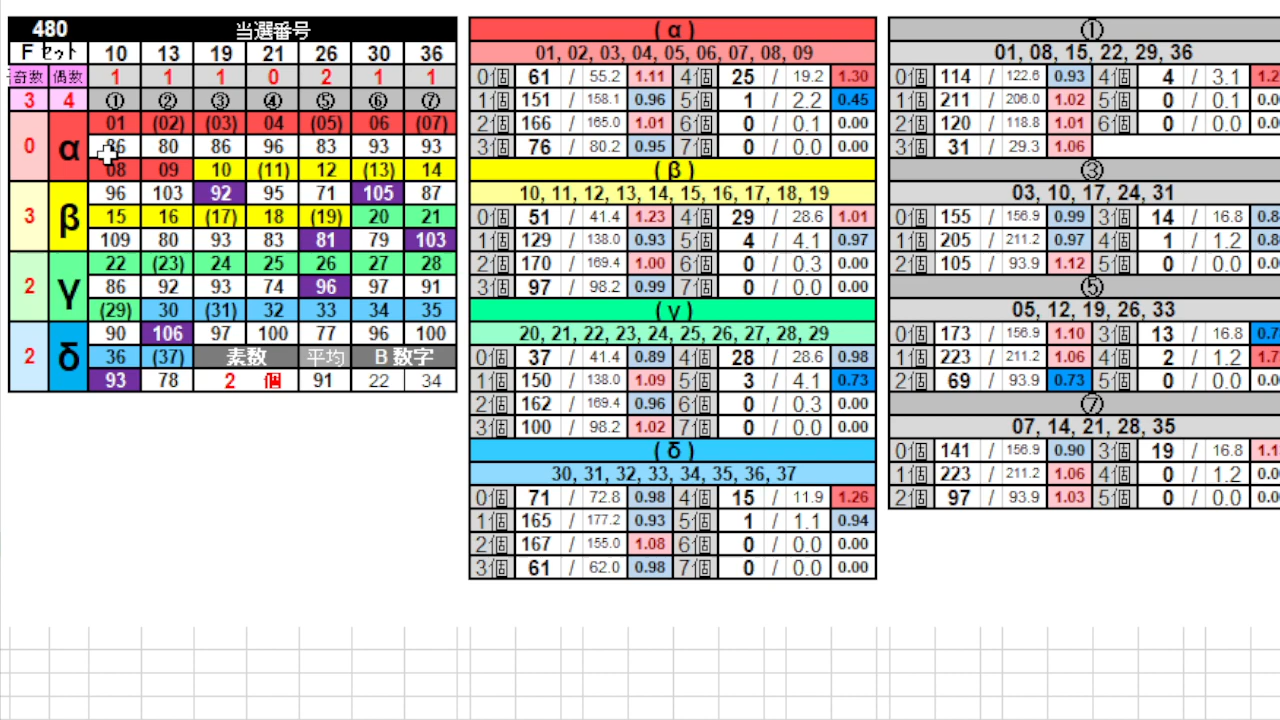 480 当選番号
F セット 10 13 19 21 26 30 36
奇数 偶数 1 1 1 0 2 1 1
3 4 ① ② ③ ④ ⑤ ⑥ ⑦
0 α 01 (02) (03) 04 (05) 06 (07)
80 86 96 83 93 93
08 09 10 (11) 12 (13) 14
3 β 96 103 92 95 71 105 87
15 16 (17) 18 (19) 20 21
109 80 93 83 81 79 103
2 γ 22 (23) 24 25 26 27 28
86 92 93 74 96 97 91
(29) 30 (31) 32 33 34 35
2 δ 90 106 97 100 77 96 100
36 (37) 素数 平均 B 数字
93 78 2 個 91 22 34
( α )
01, 02, 03, 04, 05, 06, 07, 08, 09
0個 61 / 55.2 1.11 4個 25 / 19.2 1.30
1個 151 / 158.1 0.96 5個 1 / 2.2 0.45
2個 166 / 165.0 1.01 6個 0 / 0.1 0.00
3個 76 / 80.2 0.95 7個 0 / 0.0 0.00
( β )
10, 11, 12, 13, 14, 15, 16, 17, 18, 19
0個 51 / 41.4 1.23 4個 29 / 28.6 1.01
1個 129 / 138.0 0.93 5個 4 / 4.1 0.97
2個 170 / 169.4 1.00 6個 0 / 0.3 0.00
3個 97 / 98.2 0.99 7個 0 / 0.0 0.00
( γ )
20, 21, 22, 23, 24, 25, 26, 27, 28, 29
0個 37 / 41.4 0.89 4個 28 / 28.6 0.98
1個 150 / 138.0 1.09 5個 3 / 4.1 0.73
2個 162 / 169.4 0.96 6個 0 / 0.3 0.00
3個 100 / 98.2 1.02 7個 0 / 0.0 0.00
( δ )
30, 31, 32, 33, 34, 35, 36, 37
0個 71 / 72.8 0.98 4個 15 / 11.9 1.26
1個 165 / 177.2 0.93 5個 1 / 1.1 0.94
2個 167 / 155.0 1.08 6個 0 / 0.0 0.00
3個 61 / 62.0 0.98 7個 0 / 0.0 0.00
①
01, 08, 15, 22, 29, 36
0個 114 / 122.6 0.93 4個 4 / 3.1
1個 211 / 206.0 1.02 5個 0 / 0.1
2個 120 / 118.8 1.01 6個 0 / 0.0
3個 31 / 29.3 1.06
③
03, 10, 17, 24, 31
0個 155 / 156.9 0.99 3個 14 / 16.8
1個 205 / 211.2 0.97 4個 1 / 1.2
2個 105 / 93.9 1.12 5個 0 / 0.0
⑤
05, 12, 19, 26, 33
0個 173 / 156.9 1.10 3個 13 / 16.8
1個 223 / 211.2 1.06 4個 2 / 1.2
2個 69 / 93.9 0.73 5個 0 / 0.0
⑦
07, 14, 21, 28, 35
0個 141 / 156.9 0.90 3個 19 / 16.8
1個 223 / 211.2 1.06 4個 0 / 1.2
2個 97 / 93.9 1.03 5個 0 / 0.0